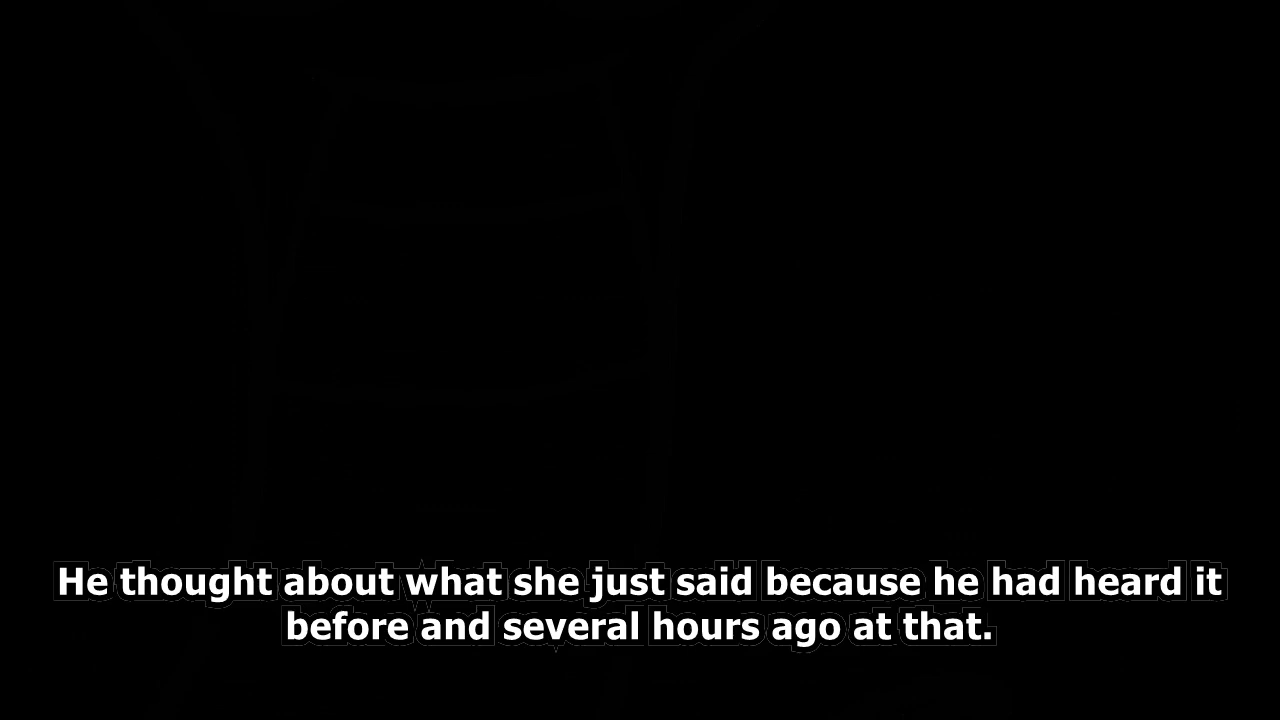 He thought about what she just said because he had heard it
before and several hours ago at that.